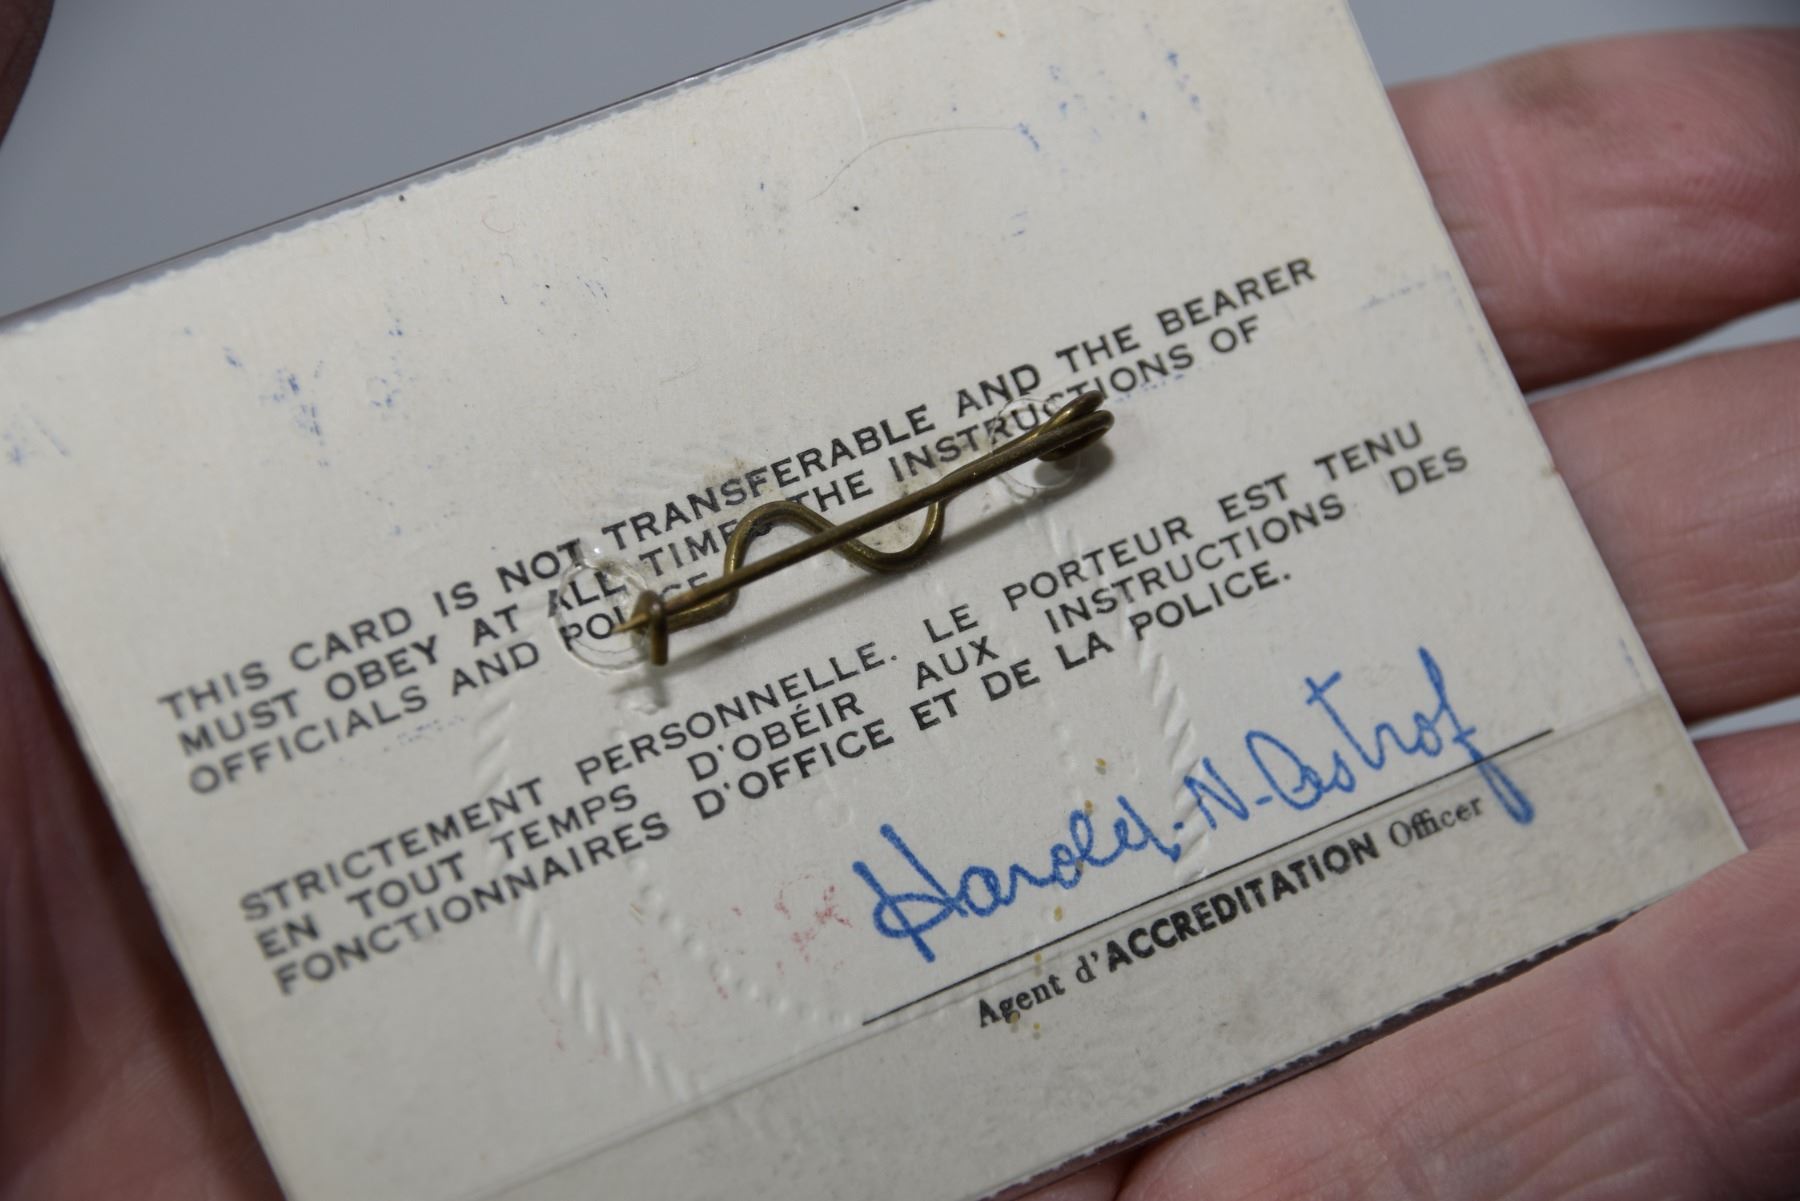 THIS CARD IS NOT TRANSFERABLE AND THE BEARER
MUST OBEY AT ALL TIMES THE INSTRUCTIONS OF
OFFICIALS AND POLICE
STRICTEMENT PERSONNELLE. LE PORTEUR EST TENU
EN TOUT TEMPS D'OBÉIR AUX INSTRUCTIONS DES
FONCTIONNAIRES D'OFFICE ET DE LA POLICE.
Harold-N-
Agent d'ACCREDITATION Officer